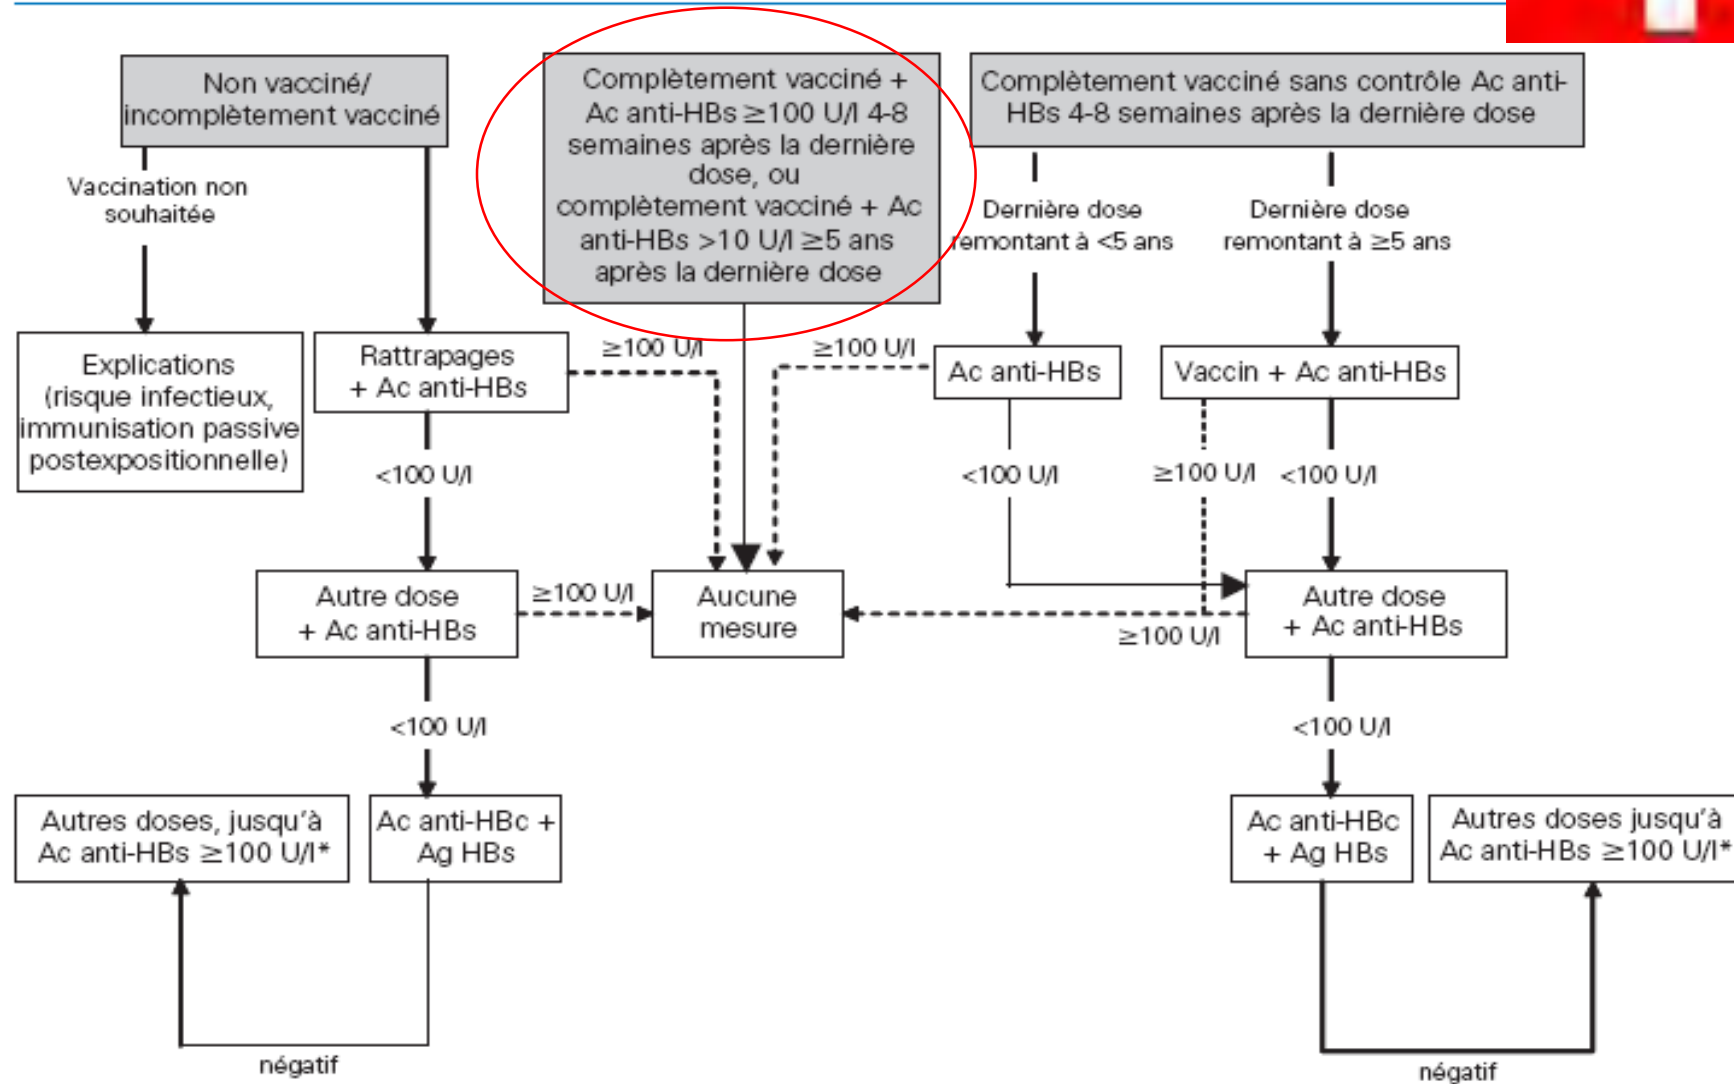 Non vacciné/
incomplètement vacciné
Complètement vacciné +
Ac anti-HBs ≥100 U/l 4-8
semaines après la dernière
dose, ou
complètement vacciné + Ac
anti-HBs >10 U/l ≥5 ans
après la dernière dose
Complètement vacciné sans contrôle Ac anti-
HBs 4-8 semaines après la dernière dose
Vaccination non
souhaitée
Dernière dose
remontant à <5 ans
Dernière dose
remontant à ≥5 ans
Explications
(risque infectieux,
immunisation passive
postexpositionnelle)
Rattrapages
+ Ac anti-HBs
≥100 U/l
≥100 U/l
Ac anti-HBs
Vaccin + Ac anti-HBs
<100 U/l
<100 U/l
≥100 U/l
<100 U/l
Autre dose
+ Ac anti-HBs
≥100 U/l
Aucune
mesure
≥100 U/l
Autre dose
+ Ac anti-HBs
<100 U/l
<100 U/l
Autres doses, jusqu'à
Ac anti-HBs ≥100 U/l*
Ac anti-HBc +
Ag HBs
Ac anti-HBc
+ Ag HBs
Autres doses jusqu'à
Ac anti-HBs ≥100 U/l*
négatif
négatif